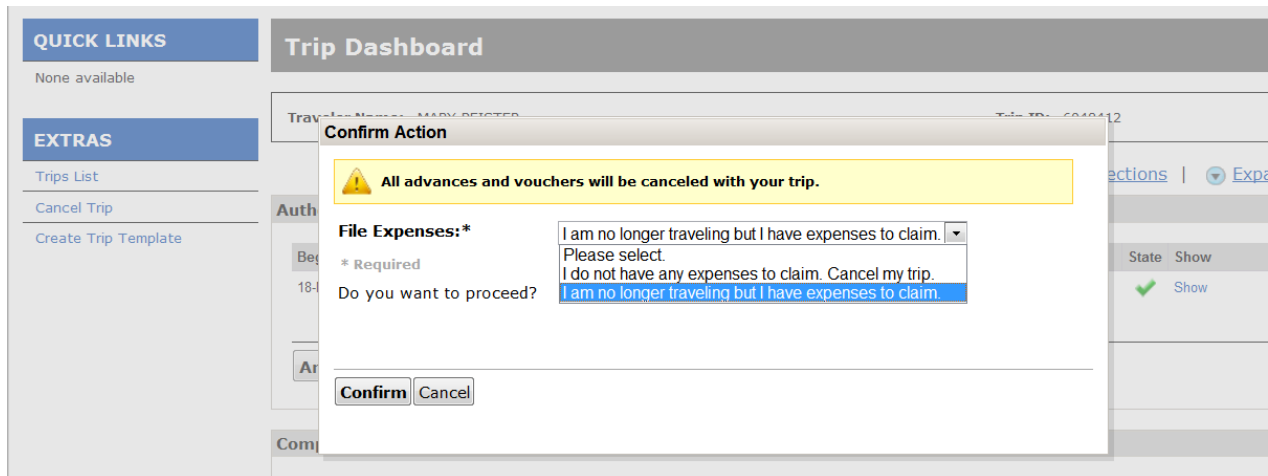 QUICK LINKS
None available
EXTRAS
Trips List
Cancel Trip
Create Trip Template
Trip Dashboard
Confirm Action
All advances and vouchers will be canceled with your trip.
File Expenses:* I am no longer traveling but I have expenses to claim.
Please select.
I do not have any expenses to claim. Cancel my trip.
I am no longer traveling but I have expenses to claim.
* Required
Do you want to proceed?
Confirm Cancel
ections | Expa
Auth
State Show
Show
Comp